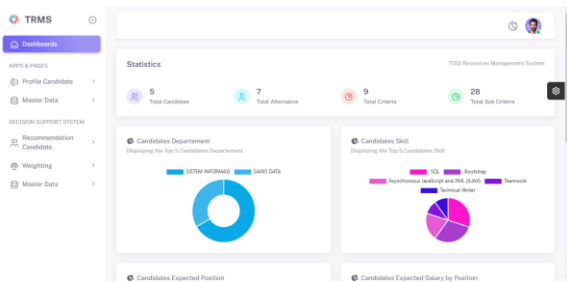 TRMS
Dashboards
APPS & PAGES
Profile Candidate
Master Data
DECISION SUPPORT SYSTEM
Recommendation
Candidate
Weighting
Master Data
Statistics
TOGI Resources Management System
5
Total Candidate
7
Total Alternative
9
Total Criteria
28
Total Sub Criteria
Candidates Departement
Displaying the Top 5 Candidates Departement
SISTEM INFORMASI
SAINS DATA
Candidates Skill
Displaying the Top 5 Candidates Skill
SQL
Bootstrap
Asynchronous JavaScript and XML (AJAX)
Teamwork
Technical Writer
Candidates Expected Position
Candidates Expected Salary by Position